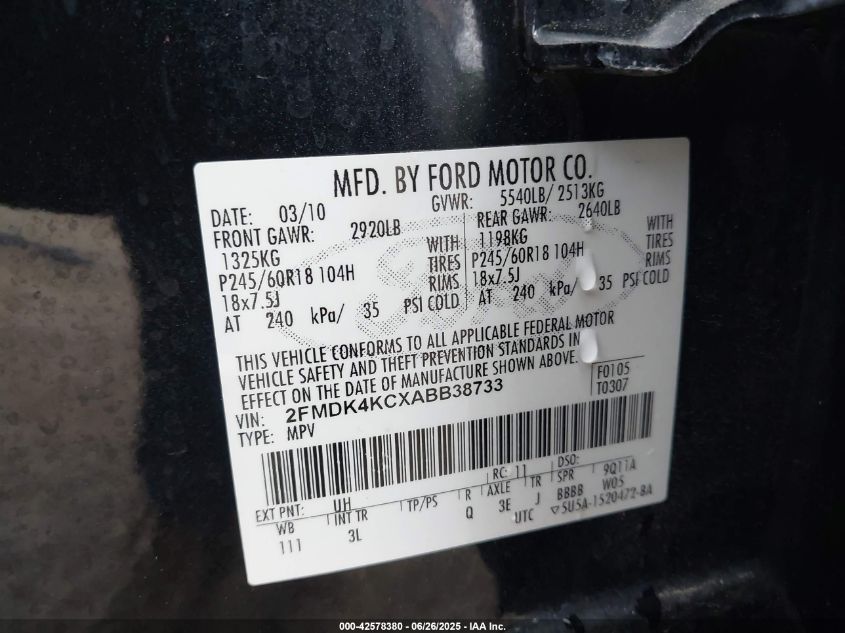 MFD. BY FORD MOTOR CO.
DATE: 03/10 GVWR: 5540LB/ 2513KG
FRONT GAWR: 2920LB REAR GAWR: 2640LB
1325KG WITH 1198KG WITH
P245/60R18 104H TIRES P245/60R18 104H TIRES
18x7.5J RIMS 18x7.5J RIMS
AT 240 kPa/ 35 PSI COLD AT 240 kPa/ 35 PSI COLD
THIS VEHICLE CONFORMS TO ALL APPLICABLE FEDERAL MOTOR
VEHICLE SAFETY AND THEFT PREVENTION STANDARDS IN
EFFECT ON THE DATE OF MANUFACTURE SHOWN ABOVE.
VIN: 2FMDK4KCXABB38733 F0105
TYPE: MPV T0307
RC: 11 DSO:
EXT PNT: UH TP/PS R AXLE TR SPR 9Q11A
WB INT TR Q 3E J BBBB W05
111 3L UTC ▽5U5A-1520472-BA
000-42578380 - 06/26/2025 - IAA Inc.